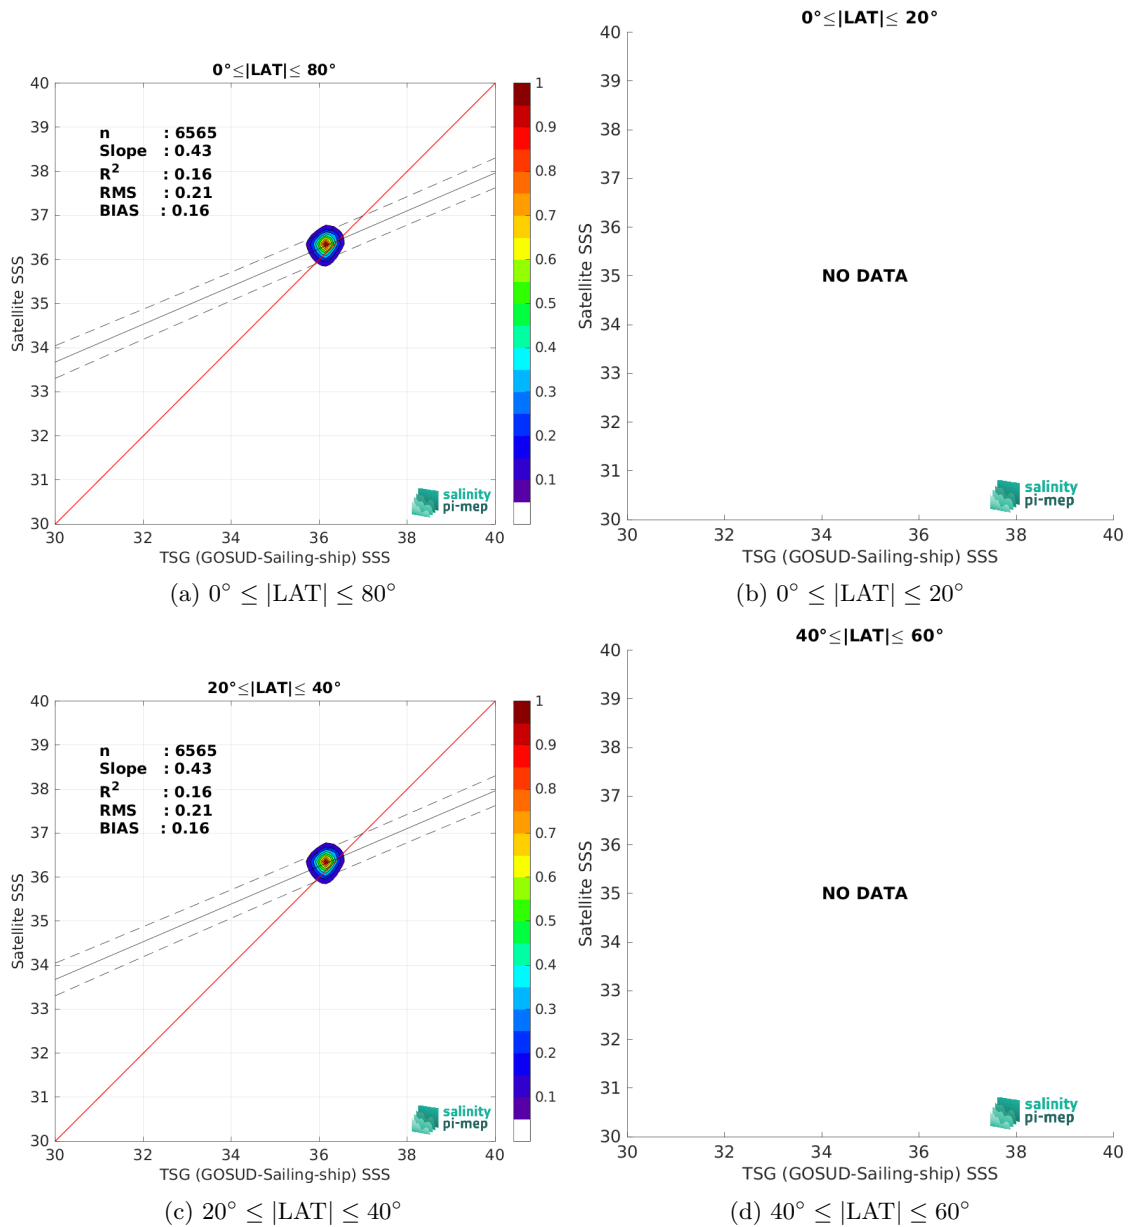 0°≤|LAT|≤ 80°
40
39
38
37
36
35
34
33
32
31
30
Satellite SSS
n : 6565
Slope : 0.43
R2 : 0.16
RMS : 0.21
BIAS : 0.16
salinity
pi-mep
30 32 34 36 38 40
TSG (GOSUD-Sailing-ship) SSS
1
0.9
0.8
0.7
0.6
0.5
0.4
0.3
0.2
0.1
(a) 0° ≤ |LAT| ≤ 80°
0°≤|LAT|≤ 20°
40
39
38
37
36
35
34
33
32
31
30
Satellite SSS
NO DATA
salinity
pi-mep
30 32 34 36 38 40
TSG (GOSUD-Sailing-ship) SSS
(b) 0° ≤ |LAT| ≤ 20°
20°≤|LAT|≤ 40°
40
39
38
37
36
35
34
33
32
31
30
Satellite SSS
n : 6565
Slope : 0.43
R2 : 0.16
RMS : 0.21
BIAS : 0.16
salinity
pi-mep
30 32 34 36 38 40
TSG (GOSUD-Sailing-ship) SSS
1
0.9
0.8
0.7
0.6
0.5
0.4
0.3
0.2
0.1
(c) 20° ≤ |LAT| ≤ 40°
40°≤|LAT|≤ 60°
40
39
38
37
36
35
34
33
32
31
30
Satellite SSS
NO DATA
salinity
pi-mep
30 32 34 36 38 40
TSG (GOSUD-Sailing-ship) SSS
(d) 40° ≤ |LAT| ≤ 60°